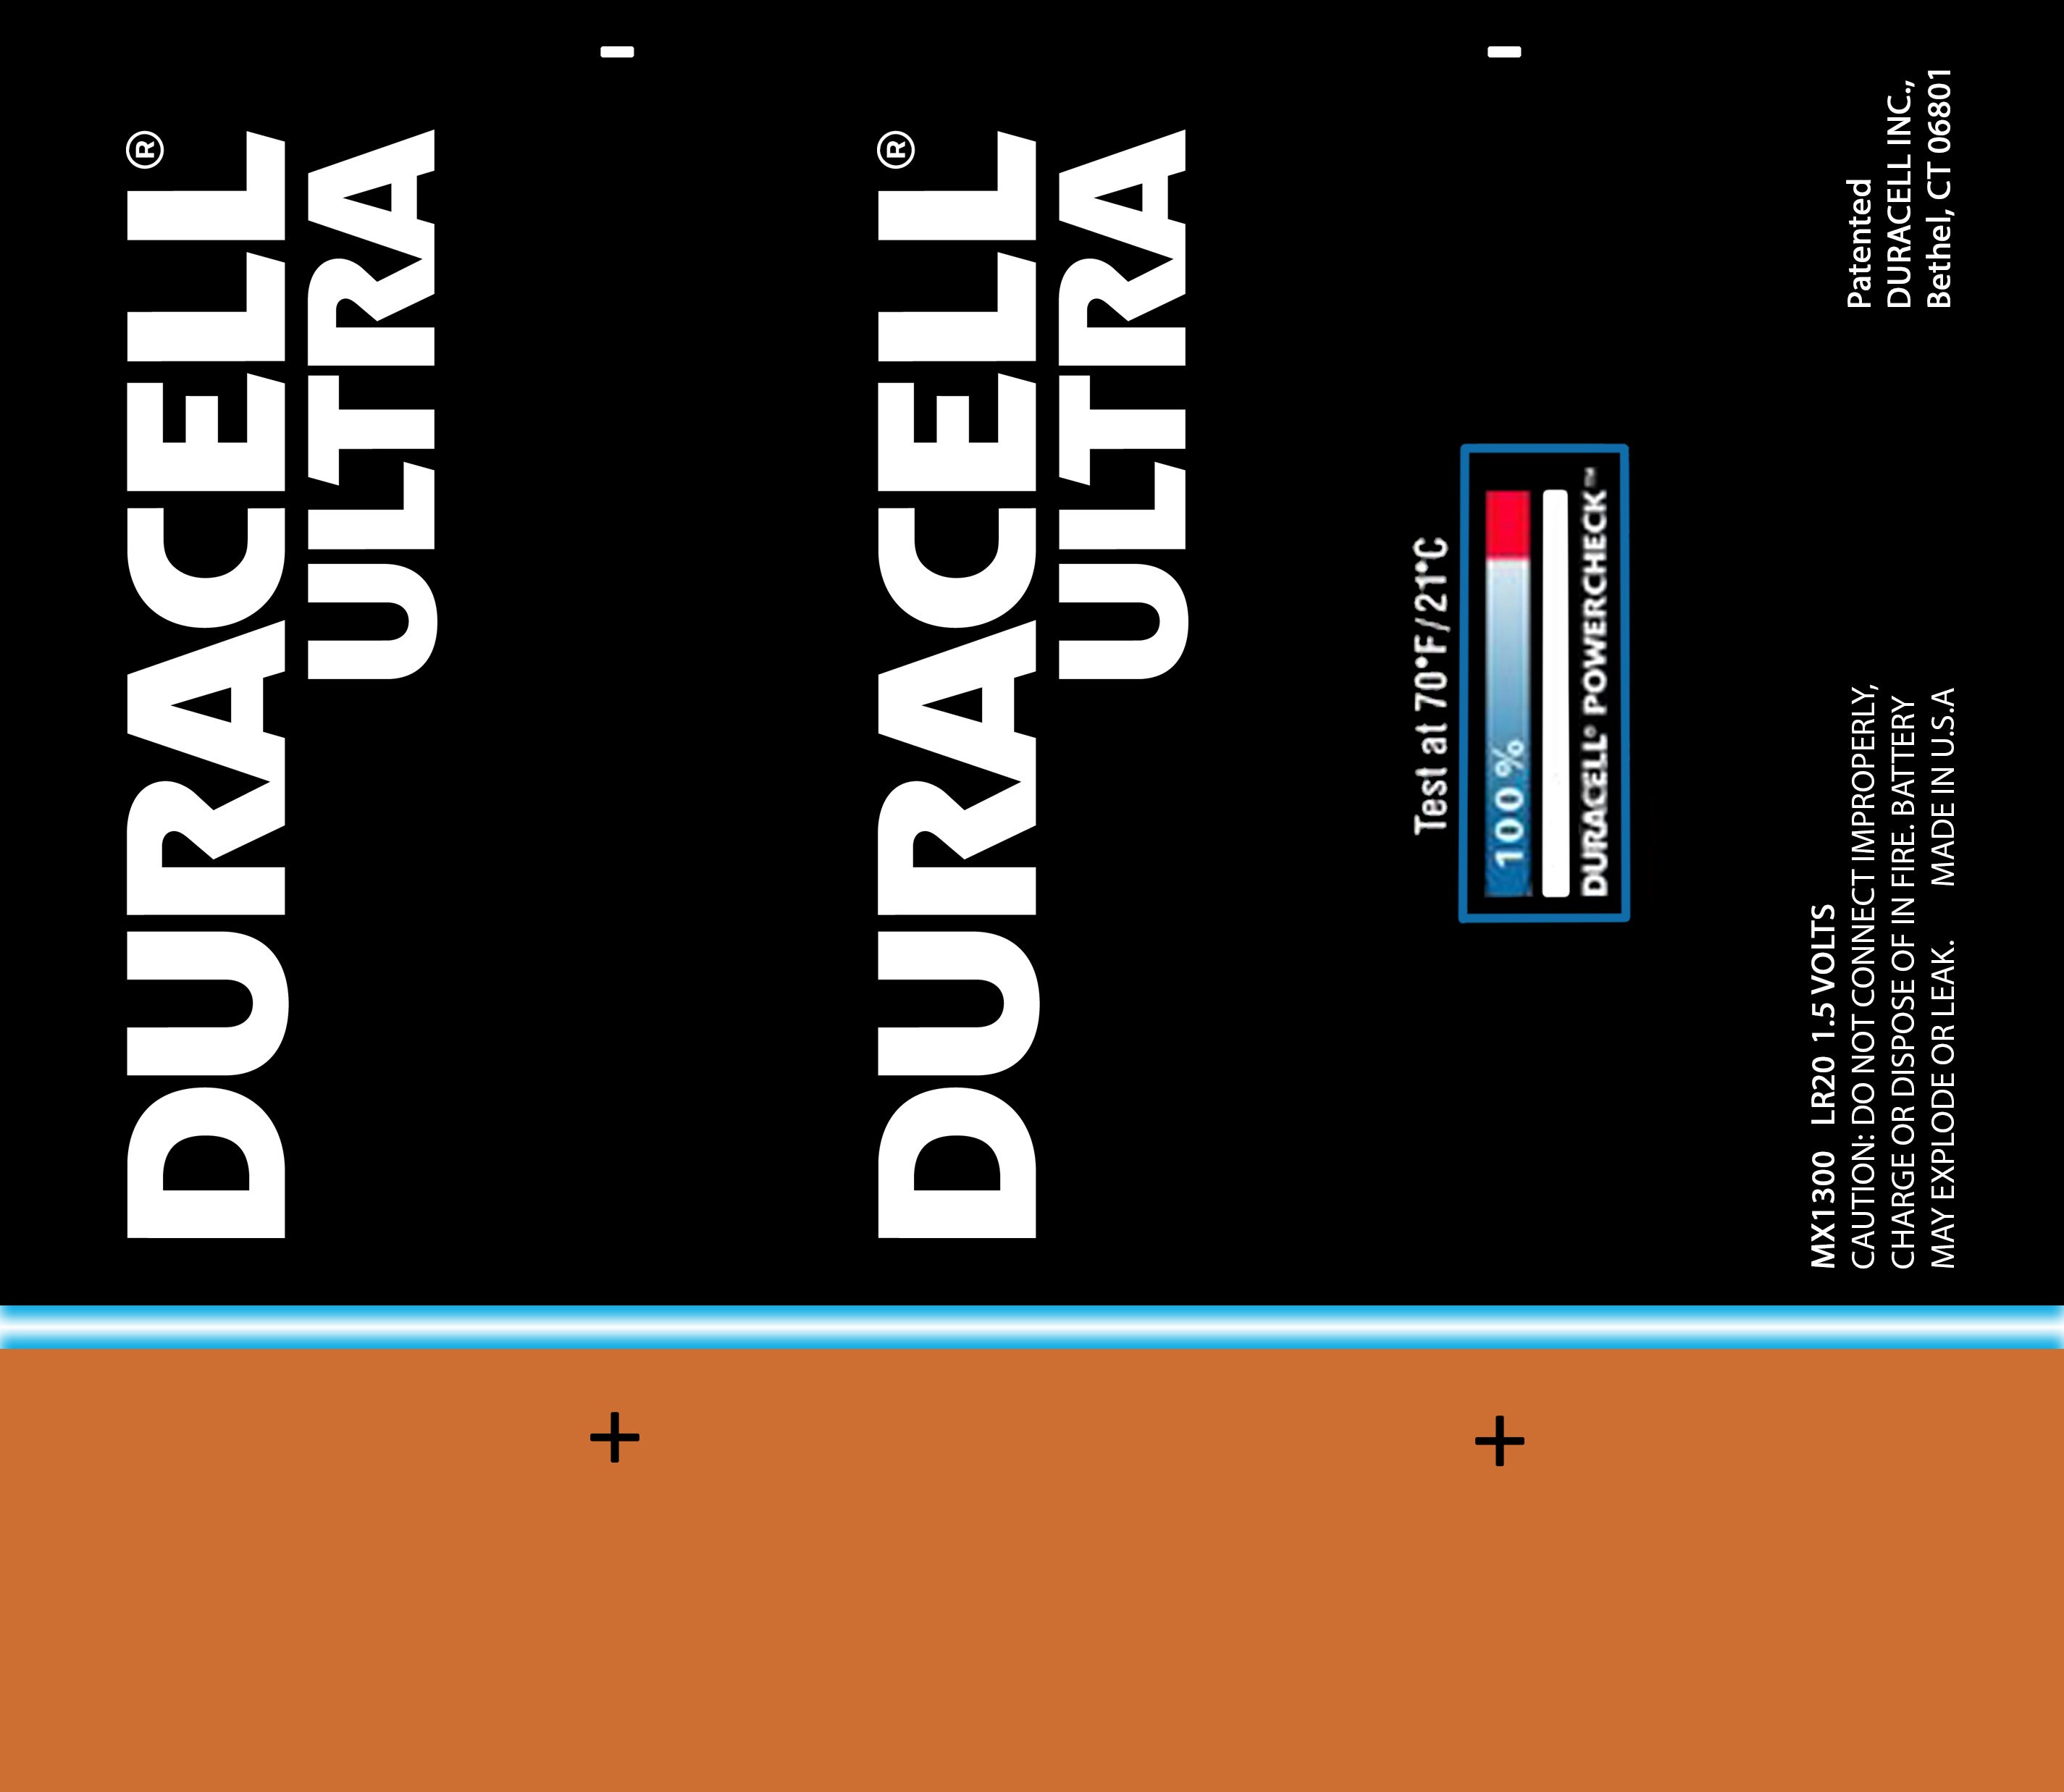 DURACELL®
ULTRA
-
+
DURACELL®
ULTRA
-
+
Test at 70°F/21°C
100%
DURACELL® POWERCHECK™
MX1300 LR20 1.5 VOLTS
CAUTION: DO NOT CONNECT IMPROPERLY,
CHARGE OR DISPOSE OF IN FIRE. BATTERY
MAY EXPLODE OR LEAK. MADE IN U.S.A
Patented
DURACELL INC.,
Bethel, CT 06801